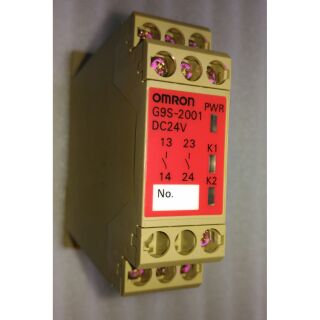 OMRON
G9S-2001 PWR
DC24V
13 23
K1
14 24
K2
No.